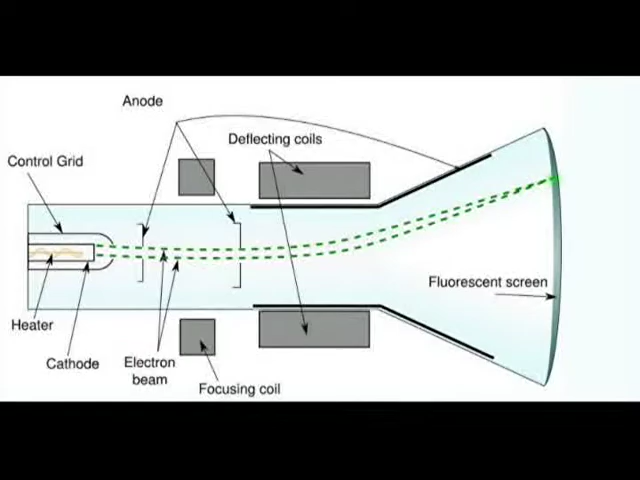 Anode
Deflecting coils
Control Grid
Fluorescent screen
Heater
Cathode
Electron
beam
Focusing coil